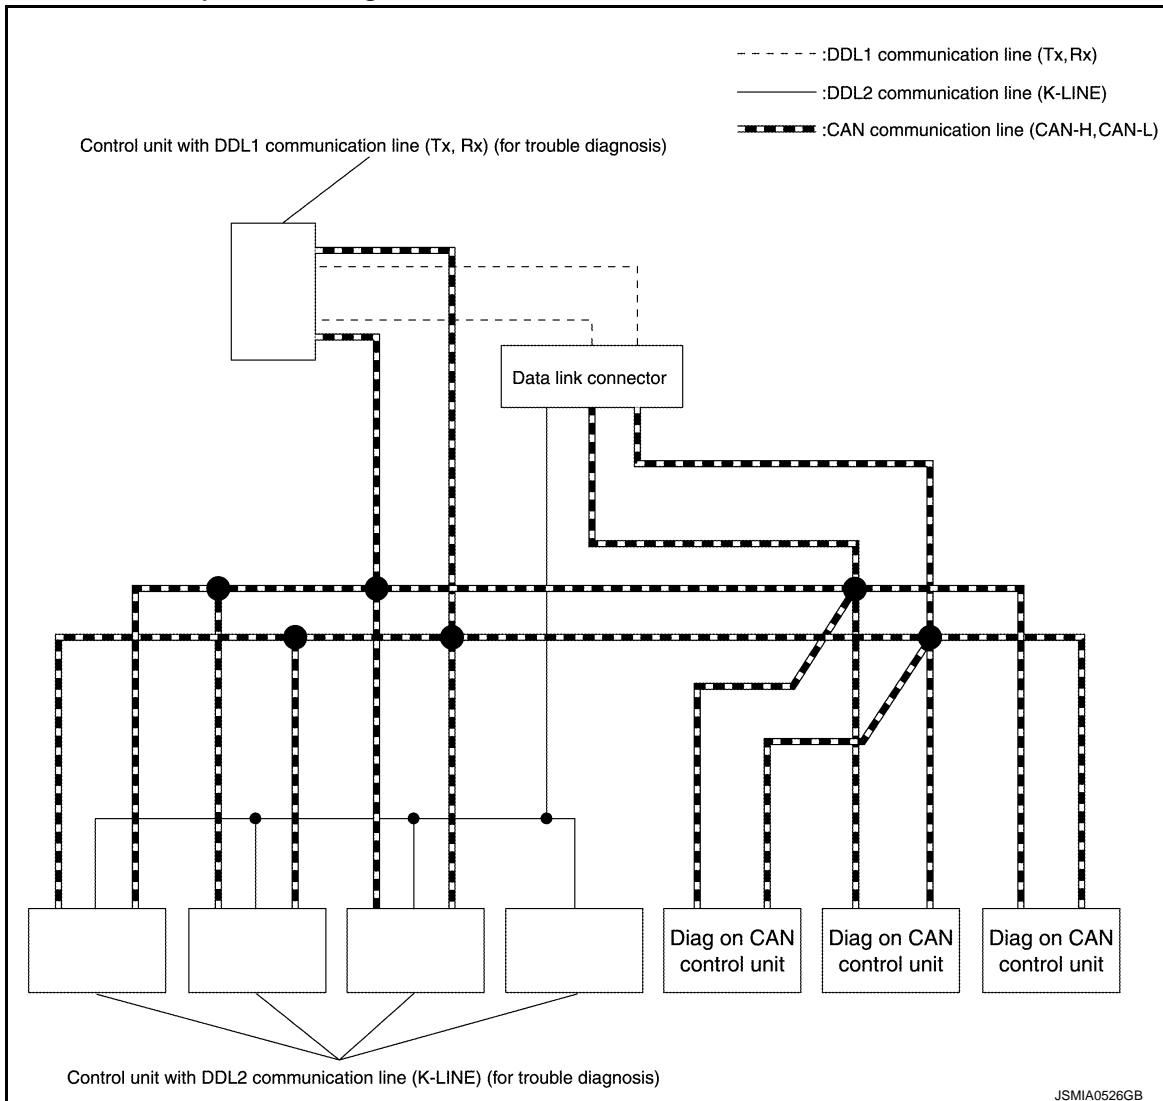 :DDL1 communication line (Tx,Rx)
:DDL2 communication line (K-LINE)
:CAN communication line (CAN-H,CAN-L)
Control unit with DDL1 communication line (Tx, Rx) (for trouble diagnosis)
Data link connector
Diag on CAN
control unit
Diag on CAN
control unit
Diag on CAN
control unit
Control unit with DDL2 communication line (K-LINE) (for trouble diagnosis)
JSMIA0526GB